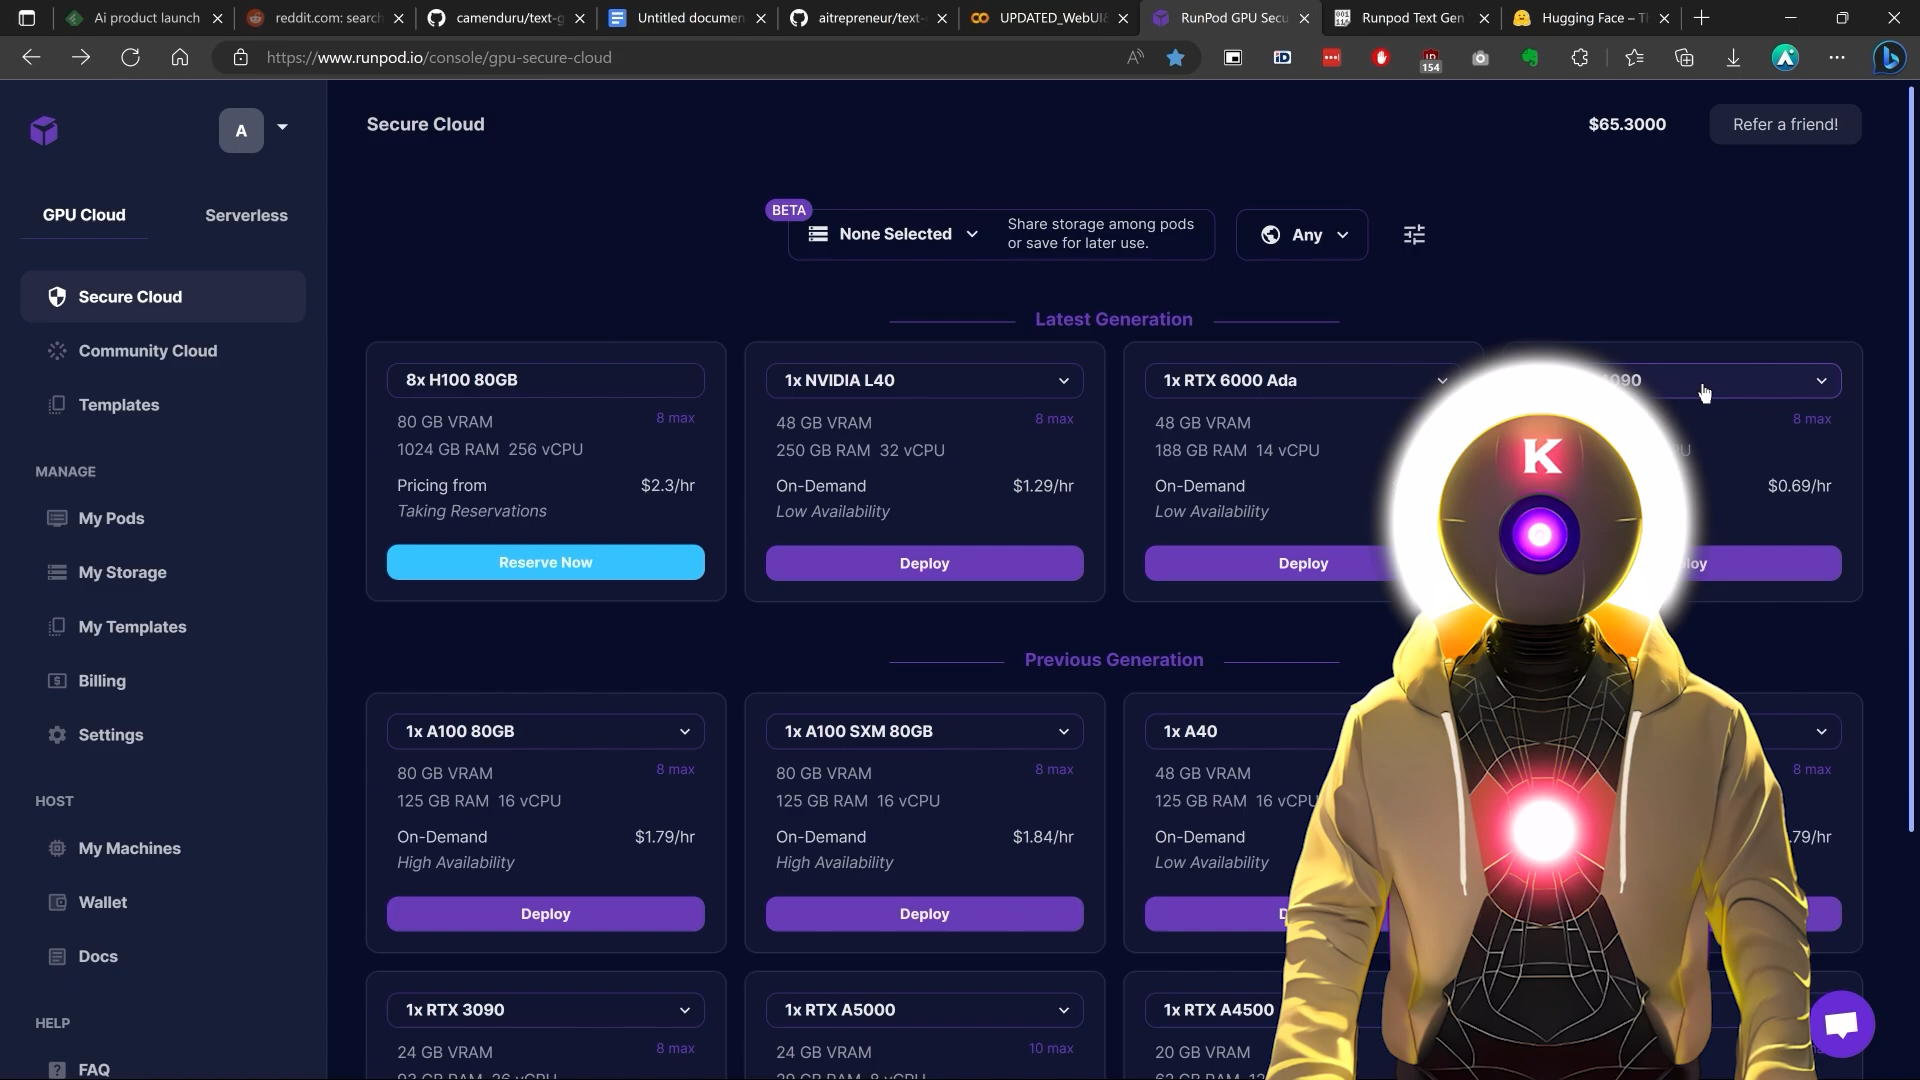 Ai product launch
reddit.com: search
camenduru/text-g
Untitled documen
aitrepreneur/text-
UPDATED_WebUI
RunPod GPU Secu
Runpod Text Gen
Hugging Face – T
https://www.runpod.io/console/gpu-secure-cloud
154
A
Secure Cloud
$65.3000
Refer a friend!
GPU Cloud
Serverless
BETA
None Selected
Share storage among pods
or save for later use.
Any
Secure Cloud
Community Cloud
Templates
MANAGE
My Pods
My Storage
My Templates
Billing
Settings
HOST
My Machines
Wallet
Docs
HELP
FAQ
Latest Generation
8x H100 80GB
80 GB VRAM
8 max
1024 GB RAM 256 vCPU
Pricing from
$2.3/hr
Taking Reservations
Reserve Now
1x NVIDIA L40
48 GB VRAM
8 max
250 GB RAM 32 vCPU
On-Demand
$1.29/hr
Low Availability
Deploy
1x RTX 6000 Ada
48 GB VRAM
188 GB RAM 14 vCPU
On-Demand
Low Availability
Deploy
090
8 max
$0.69/hr
loy
K
Previous Generation
1x A100 80GB
80 GB VRAM
8 max
125 GB RAM 16 vCPU
On-Demand
$1.79/hr
High Availability
Deploy
1x A100 SXM 80GB
80 GB VRAM
8 max
125 GB RAM 16 vCPU
On-Demand
$1.84/hr
High Availability
Deploy
1x A40
48 GB VRAM
125 GB RAM 16 vCPU
On-Demand
Low Availability
D
8 max
.79/hr
1x RTX 3090
24 GB VRAM
8 max
1x RTX A5000
24 GB VRAM
10 max
1x RTX A4500
20 GB VRAM